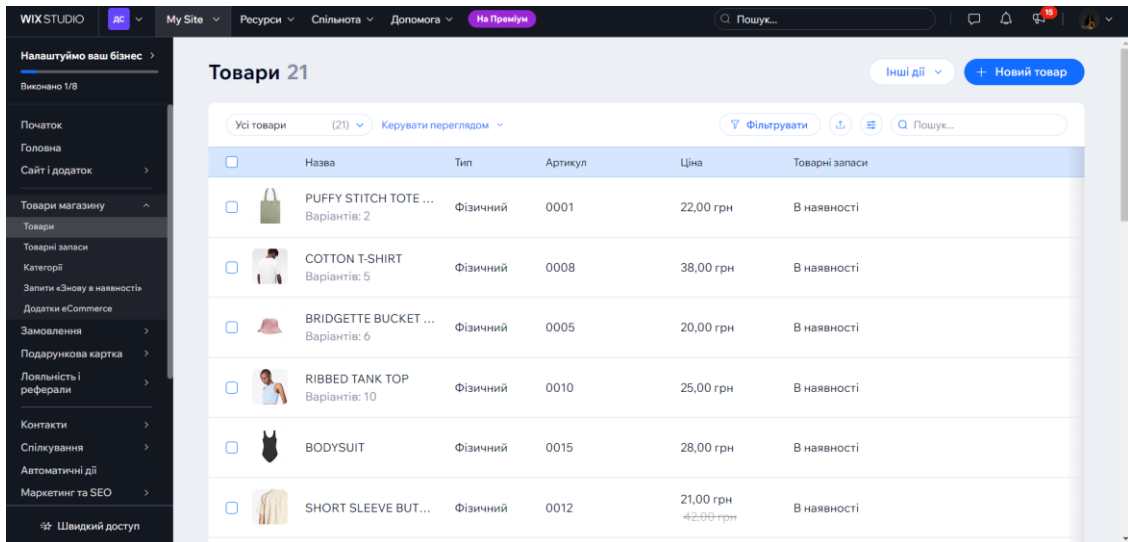 WIX STUDIO ДС My Site Ресурси Спільнота Допомога На Преміум Пошук... 15
Налаштуймо ваш бізнес
Виконано 1/8
Початок
Головна
Сайт і додаток
Товари магазину
Товари
Товарні запаси
Категорії
Запити «Знову в наявності»
Додатки eCommerce
Замовлення
Подарункова картка
Лояльність і
реферали
Контакти
Спілкування
Автоматичні дії
Маркетинг та SEO
Швидкий доступ
Товари 21
Інші дії + Новий товар
Усі товари (21) Керувати переглядом Фільтрувати Пошук...
Назва Тип Артикул Ціна Товарні запаси
PUFFY STITCH TOTE ... Фізичний 0001 22,00 грн В наявності
Варіантів: 2
COTTON T-SHIRT Фізичний 0008 38,00 грн В наявності
Варіантів: 5
BRIDGETTE BUCKET ... Фізичний 0005 20,00 грн В наявності
Варіантів: 6
RIBBED TANK TOP Фізичний 0010 25,00 грн В наявності
Варіантів: 10
BODYSUIT Фізичний 0015 28,00 грн В наявності
SHORT SLEEVE BUT... Фізичний 0012 21,00 грн В наявності
42,00 грн